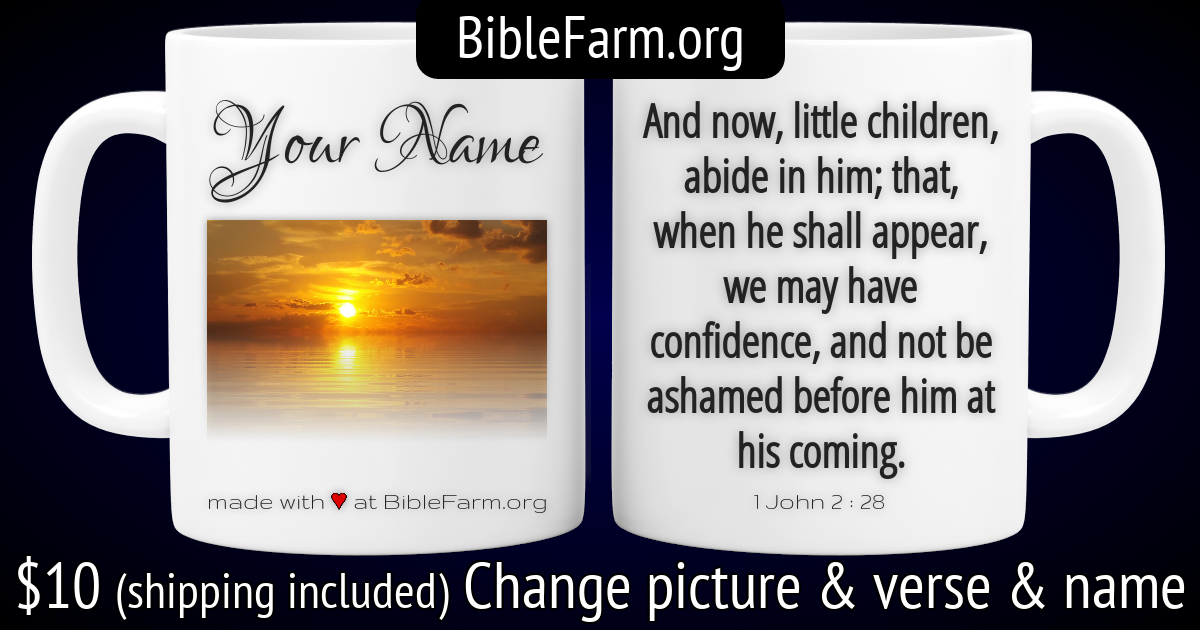 BibleFarm.org
Your Name
made with ♥ at BibleFarm.org
And now, little children,
abide in him; that,
when he shall appear,
we may have
confidence, and not be
ashamed before him at
his coming.
1 John 2 : 28
$10 (shipping included) Change picture & verse & name